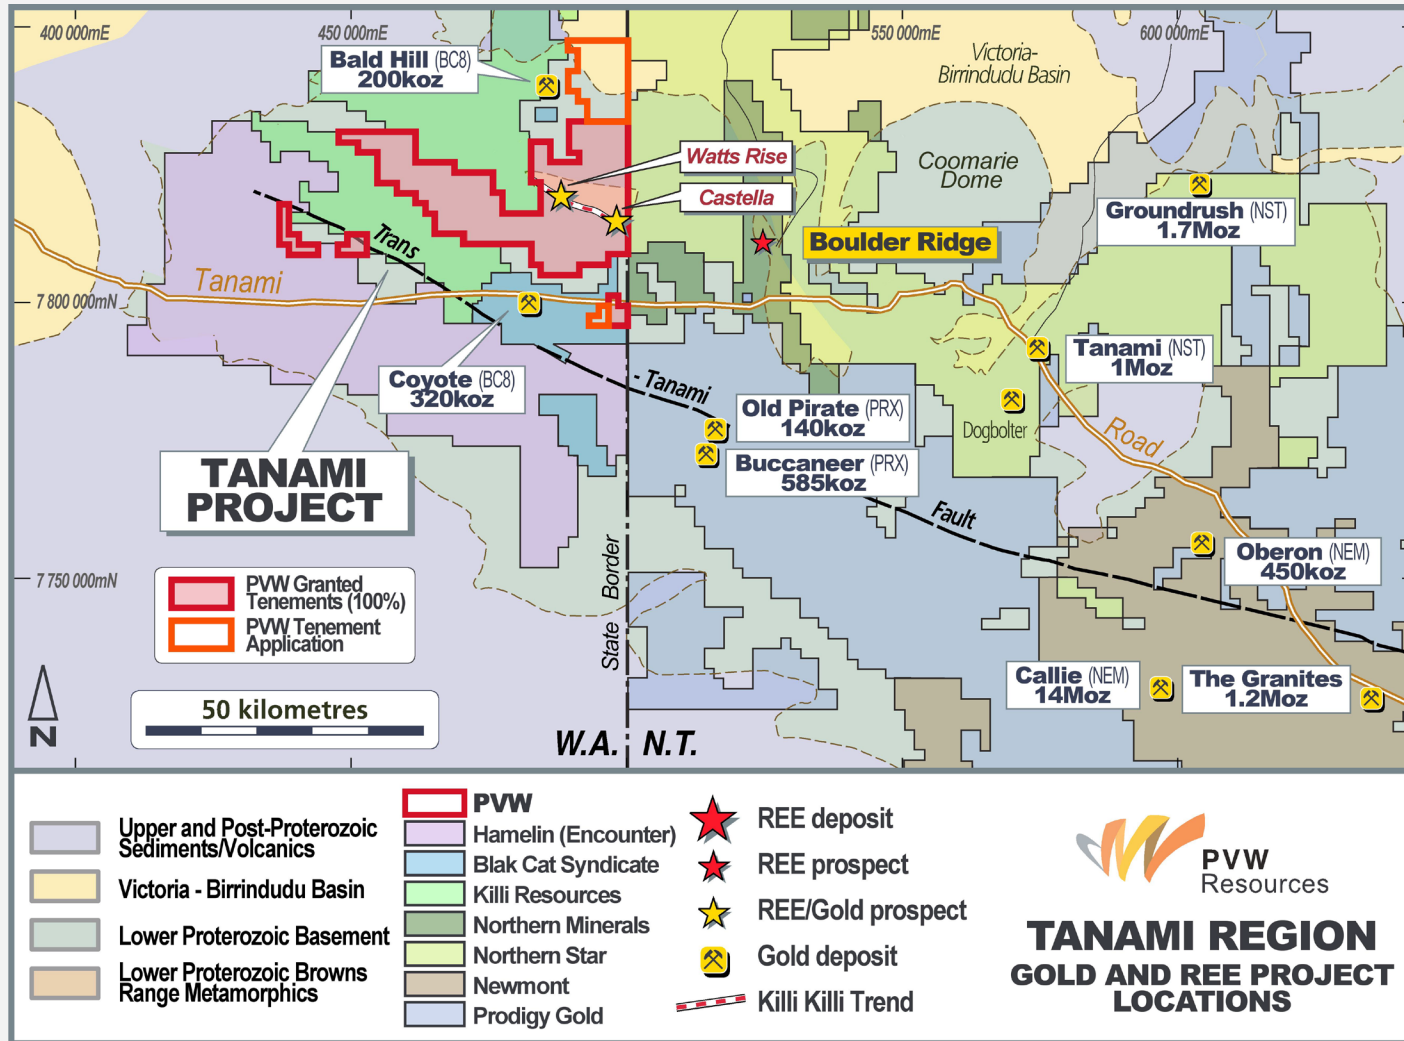 400 000mE
450 000mE
550 000mE
600 000mE
Bald Hill (BC8)
200koz
Victoria-
Birrindudu Basin
Watts Rise
Castella
Coomarie
Dome
Groundrush (NST)
1.7Moz
Boulder Ridge
Trans
Tanami
7 800 000mN
Tanami (NST)
1Moz
Coyote (BC8)
320koz
- Tanami
Old Pirate (PRX)
140koz
Dogbolter
Road
Buccaneer (PRX)
585koz
TANAMI
PROJECT
Fault
Oberon (NEM)
450koz
7 750 000mN
State Border
PVW Granted
Tenements (100%)
PVW Tenement
Application
Callie (NEM)
14Moz
The Granites
1.2Moz
50 kilometres
N
W.A.
N.T.
Upper and Post-Proterozoic
Sediments/Volcanics
Victoria - Birrindudu Basin
Lower Proterozoic Basement
Lower Proterozoic Browns
Range Metamorphics
PVW
Hamelin (Encounter)
Blak Cat Syndicate
Killi Resources
Northern Minerals
Northern Star
Newmont
Prodigy Gold
REE deposit
REE prospect
REE/Gold prospect
Gold deposit
Killi Killi Trend
PVW
Resources
TANAMI REGION
GOLD AND REE PROJECT
LOCATIONS